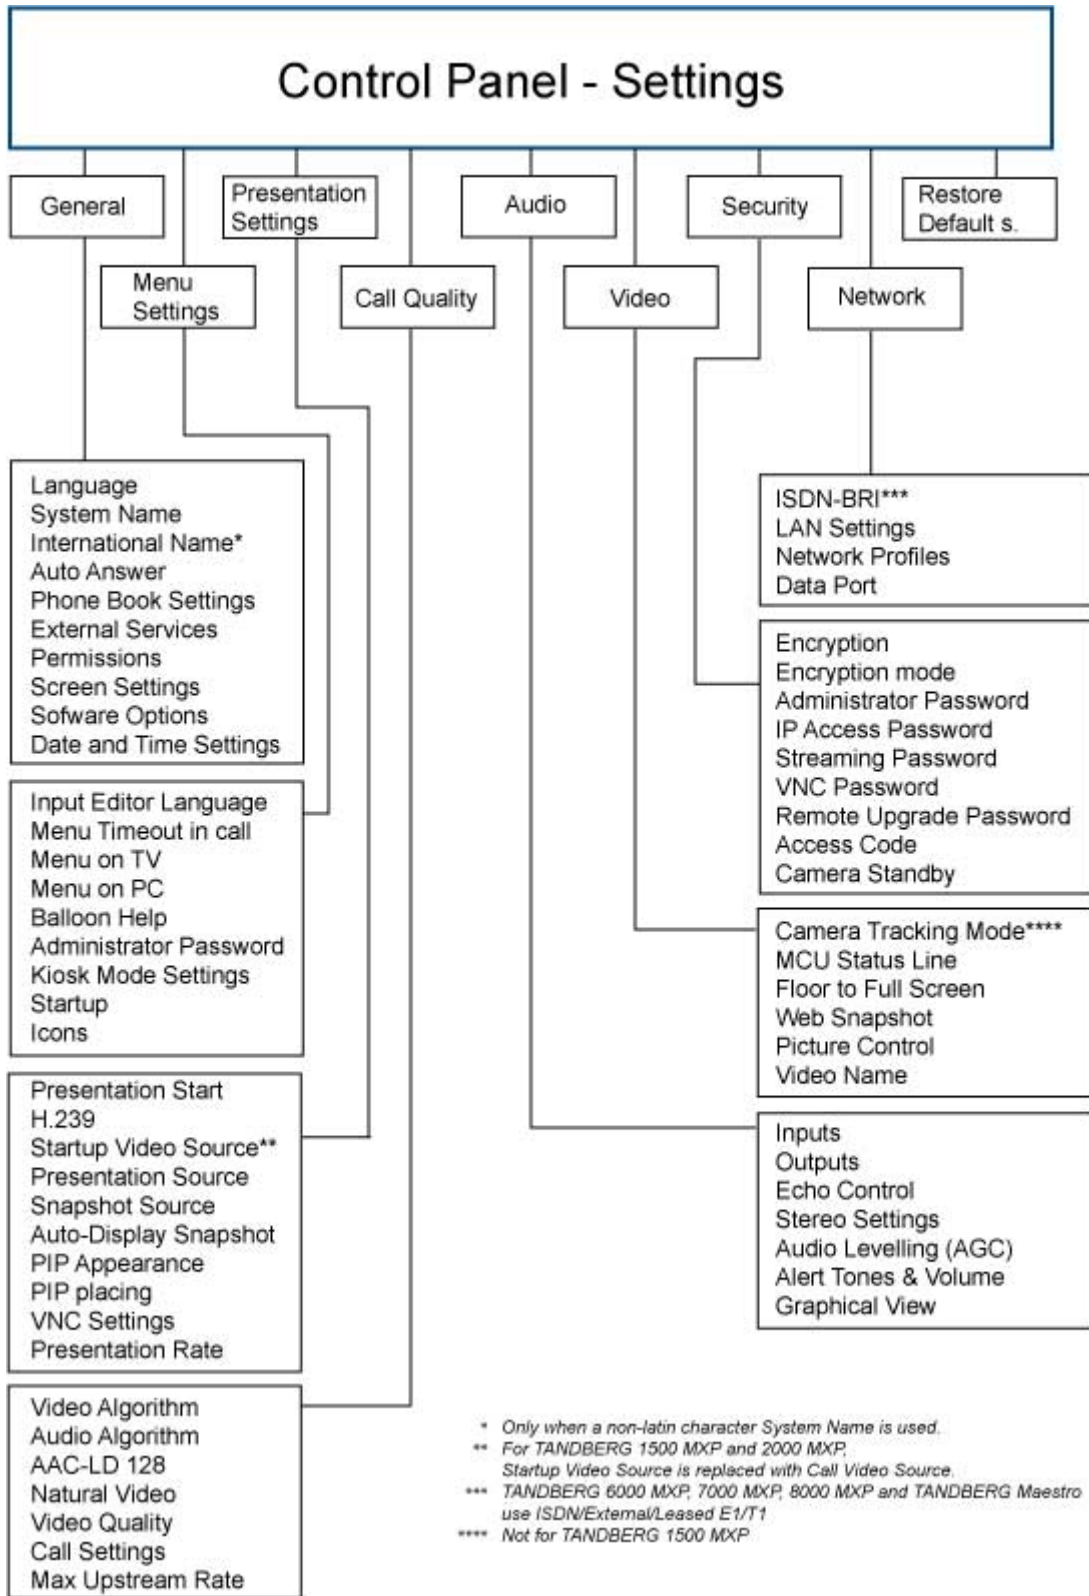 Control Panel - Settings
General
Presentation
Settings
Audio
Security
Restore
Default s.
Menu
Settings
Call Quality
Video
Network
Language
System Name
International Name*
Auto Answer
Phone Book Settings
External Services
Permissions
Screen Settings
Sofware Options
Date and Time Settings
Input Editor Language
Menu Timeout in call
Menu on TV
Menu on PC
Balloon Help
Administrator Password
Kiosk Mode Settings
Startup
Icons
Presentation Start
H.239
Startup Video Source**
Presentation Source
Snapshot Source
Auto-Display Snapshot
PIP Appearance
PIP placing
VNC Settings
Presentation Rate
Video Algorithm
Audio Algorithm
AAC-LD 128
Natural Video
Video Quality
Call Settings
Max Upstream Rate
ISDN-BRI***
LAN Settings
Network Profiles
Data Port
Encryption
Encryption mode
Administrator Password
IP Access Password
Streaming Password
VNC Password
Remote Upgrade Password
Access Code
Camera Standby
Camera Tracking Mode****
MCU Status Line
Floor to Full Screen
Web Snapshot
Picture Control
Video Name
Inputs
Outputs
Echo Control
Stereo Settings
Audio Levelling (AGC)
Alert Tones & Volume
Graphical View
* Only when a non-latin character System Name is used.
** For TANDBERG 1500 MXP and 2000 MXP,
Startup Video Source is replaced with Call Video Source.
*** TANDBERG 6000 MXP, 7000 MXP, 8000 MXP and TANDBERG Maestro
use ISDN/External/Leased E1/T1
**** Not for TANDBERG 1500 MXP